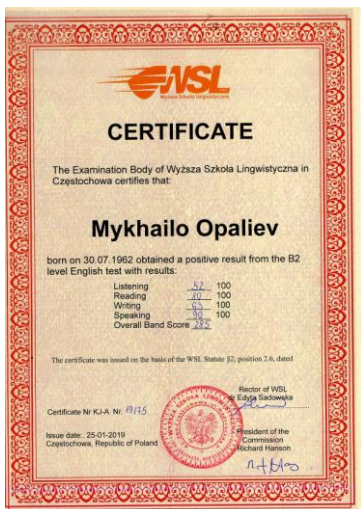 WSL
Wyższa Szkoła Lingwistyczna
CERTIFICATE
The Examination Body of Wyższa Szkoła Lingwistyczna in
Częstochowa certifies that:
Mykhailo Opaliev
born on 30.07.1962 obtained a positive result from the B2
level English test with results:
Listening 52 100
Reading 80 100
Writing 63 100
Speaking 90 100
Overall Band Score 285
The certificate was issued on the basis of the WSL Statute §2, position 2.6, dated
Rector of WSL
dr Edyta Sadowska
Certificate Nr KJ-A Nr. 19/75
Issue date:. 25-01-2019
Częstochowa, Republic of Poland
President of the
Commission
Richard Hanson